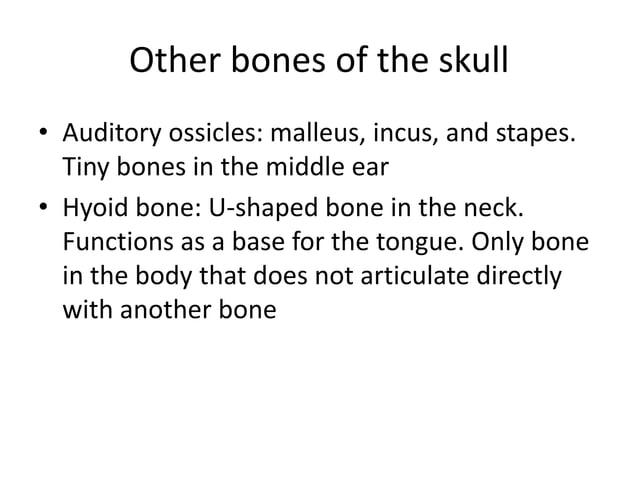 Other bones of the skull
• Auditory ossicles: malleus, incus, and stapes.
Tiny bones in the middle ear
• Hyoid bone: U-shaped bone in the neck.
Functions as a base for the tongue. Only bone
in the body that does not articulate directly
with another bone